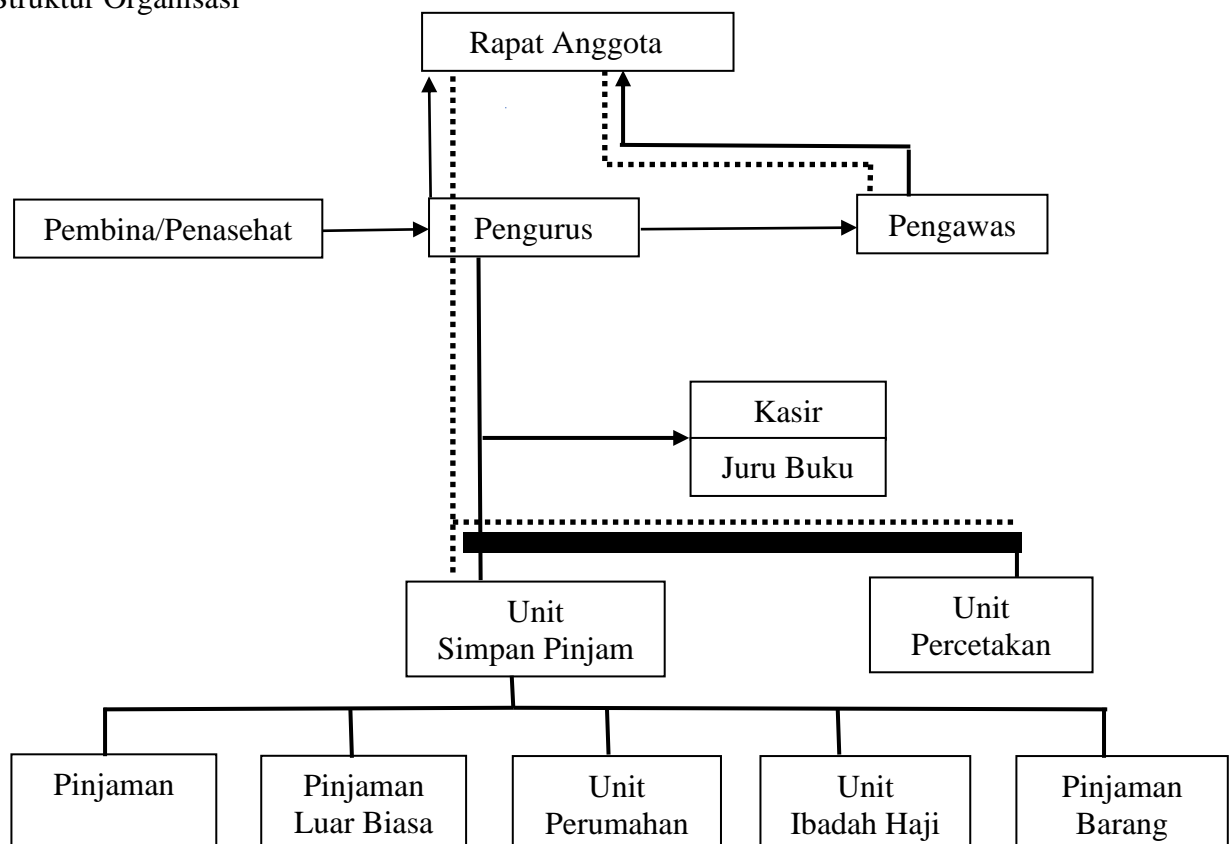 Struktur Organisasi
Rapat Anggota
Pembina/Penasehat
Pengurus
Pengawas
Kasir
Juru Buku
Unit
Simpan Pinjam
Unit
Percetakan
Pinjaman
Pinjaman
Luar Biasa
Unit
Perumahan
Unit
Ibadah Haji
Pinjaman
Barang